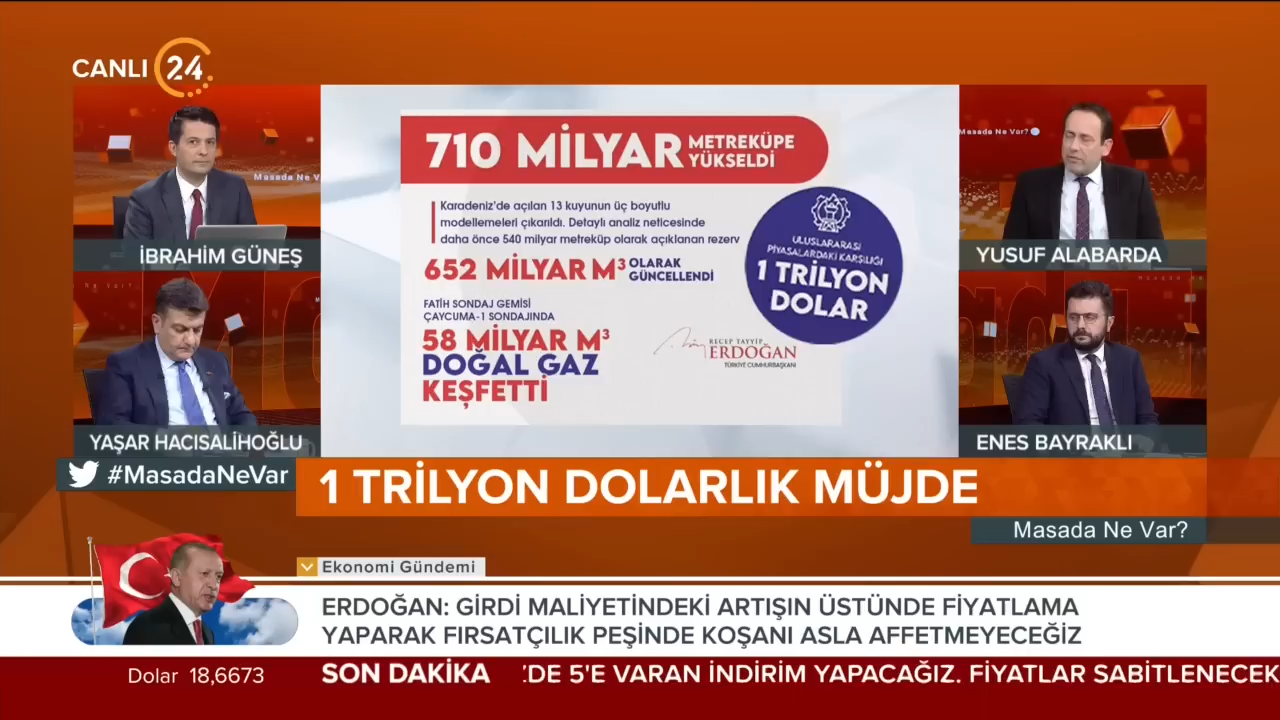 CANLI 24
710 MİLYAR METREKÜPE
YÜKSELDİ
Karadeniz'de açılan 13 kuyunun üç boyutlu
modellemeleri çıkarıldı. Detaylı analiz neticesinde
daha önce 540 milyar metreküp olarak açıklanan rezerv
652 MİLYAR M³ OLARAK
GÜNCELLENDİ
FATİH SONDAJ GEMİSİ
ÇAYCUMA-1 SONDAJINDA
58 MİLYAR M³
DOĞAL GAZ
KEŞFETTİ
ULUSLARARASI
PİYASALARDAKİ KARŞILIĞI
1 TRİLYON
DOLAR
RECEP TAYYİP
ERDOĞAN
TÜRKİYE CUMHURBAŞKANI
Masada Ne V
İBRAHİM GÜNEŞ
Masada Ne Var?
YUSUF ALABARDA
Ne Var?
YAŞAR HACISALİHOĞLU
ENES BAYRAKLI
#MasadaNeVar
1 TRİLYON DOLARLIK MÜJDE
Masada Ne Var?
Ekonomi Gündemi
ERDOĞAN: GİRDİ MALİYETİNDEKİ ARTIŞIN ÜSTÜNDE FİYATLAMA
YAPARAK FIRSATÇILIK PEŞİNDE KOŞANI ASLA AFFETMEYECEĞİZ
Dolar 18,6673
SON DAKİKA
ZDE 5'E VARAN İNDİRİM YAPACAĞIZ. FİYATLAR SABİTLENECEK